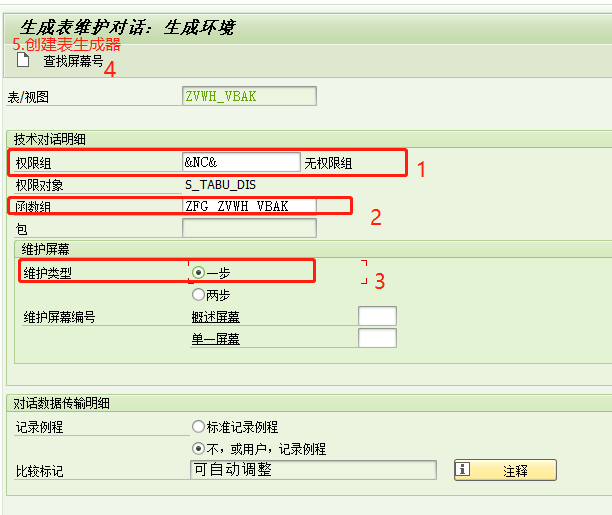 生成表维护对话: 生成环境
5.创建表生成器
查找屏幕号
4
表/视图 ZVWH_VBAK
技术对话明细
权限组 &NC& 无权限组
1
权限对象 S_TABU_DIS
函数组 ZFG_ZVWH_VBAK
2
包
维护屏幕
维护类型 一步
3
两步
维护屏幕编号 概述屏幕
单一屏幕
对话数据传输明细
记录例程 标准记录例程
不, 或用户, 记录例程
比较标记 可自动调整 i 注释